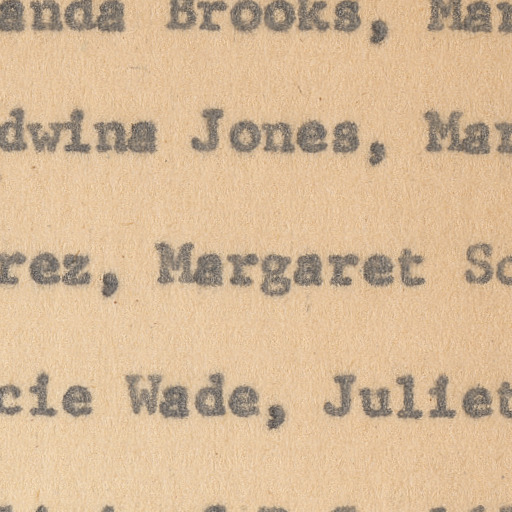 anda Brooks, Mar
dwina Jones, Mar
rez, Margaret Sc
cie Wade, Juliet